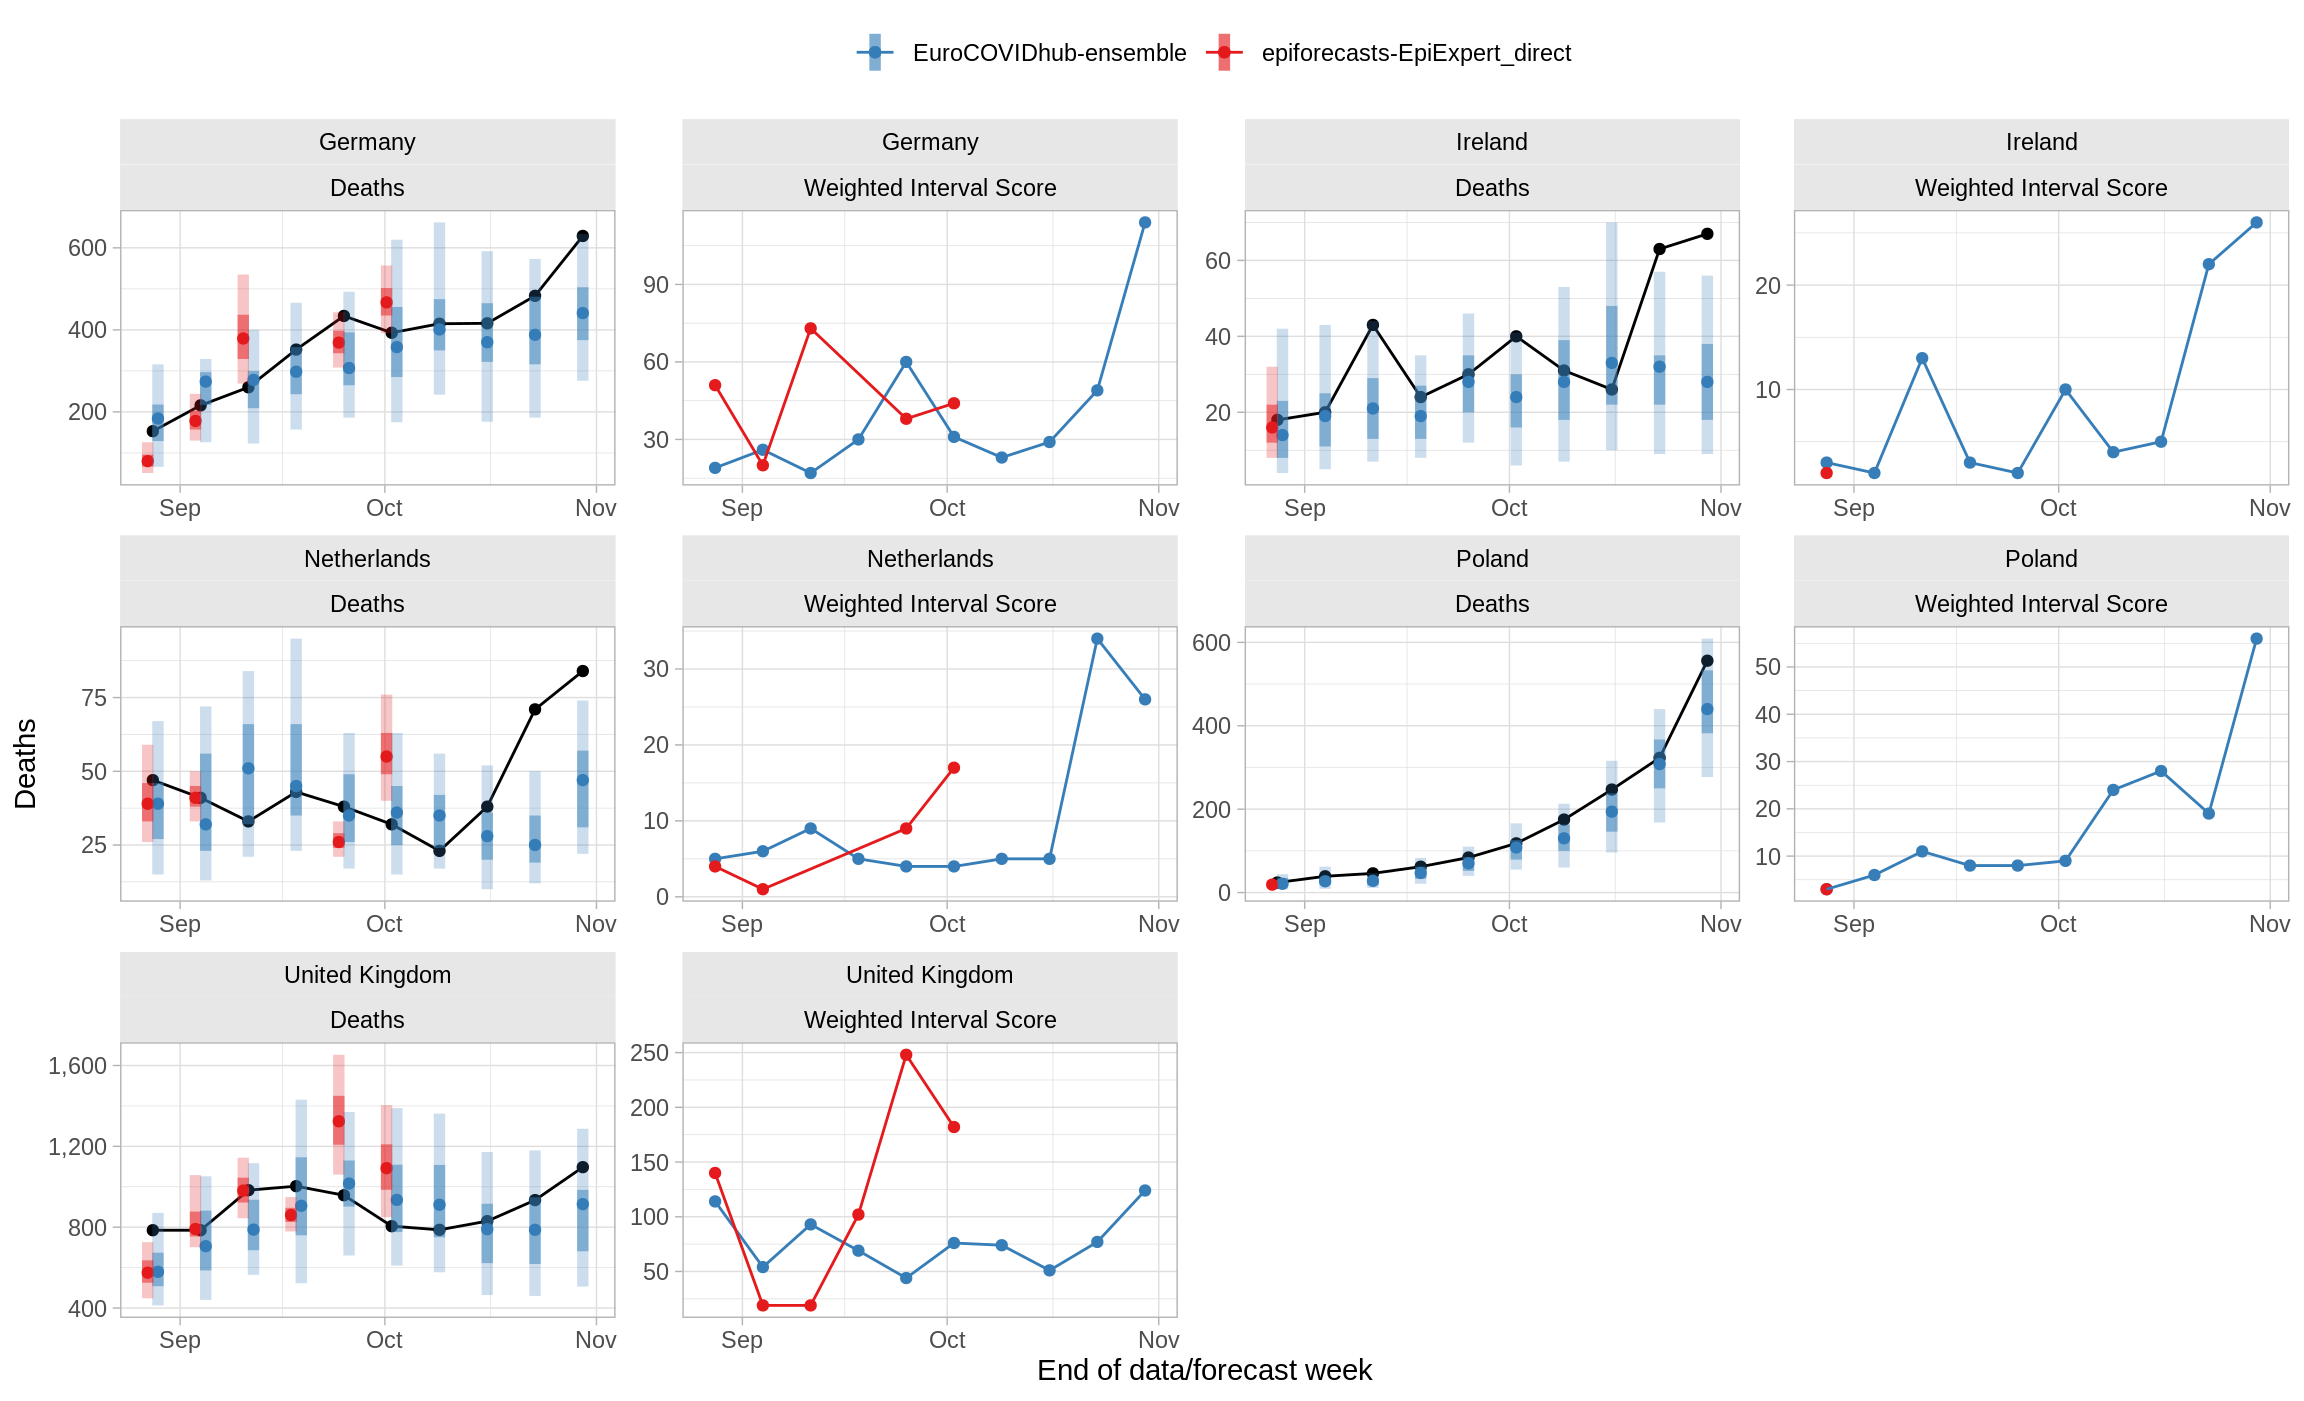 EuroCOVIDhub-ensemble epiforecasts-EpiExpert_direct
Germany Germany Ireland Ireland
Deaths Weighted Interval Score Deaths Weighted Interval Score
600
400
200
Sep Oct Nov
90
60
30
Sep Oct Nov
60
40
20
Sep Oct Nov
20
10
Sep Oct Nov
Netherlands Netherlands Poland Poland
Deaths Weighted Interval Score Deaths Weighted Interval Score
75
50
25
Sep Oct Nov
30
20
10
0
Sep Oct Nov
600
400
200
0
Sep Oct Nov
50
40
30
20
10
Sep Oct Nov
United Kingdom United Kingdom
Deaths Weighted Interval Score
1,600
1,200
800
400
Sep Oct Nov
250
200
150
100
50
Sep Oct Nov
Deaths
End of data/forecast week